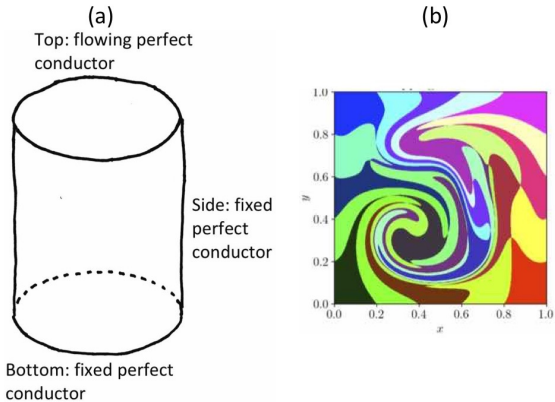 (a)
Top: flowing perfect
conductor
Side: fixed
perfect
conductor
Bottom: fixed perfect
conductor
(b)
1.0
0.8
0.6
0.4
0.2
0.0
y
0.0 0.2 0.4 0.6 0.8 1.0
x